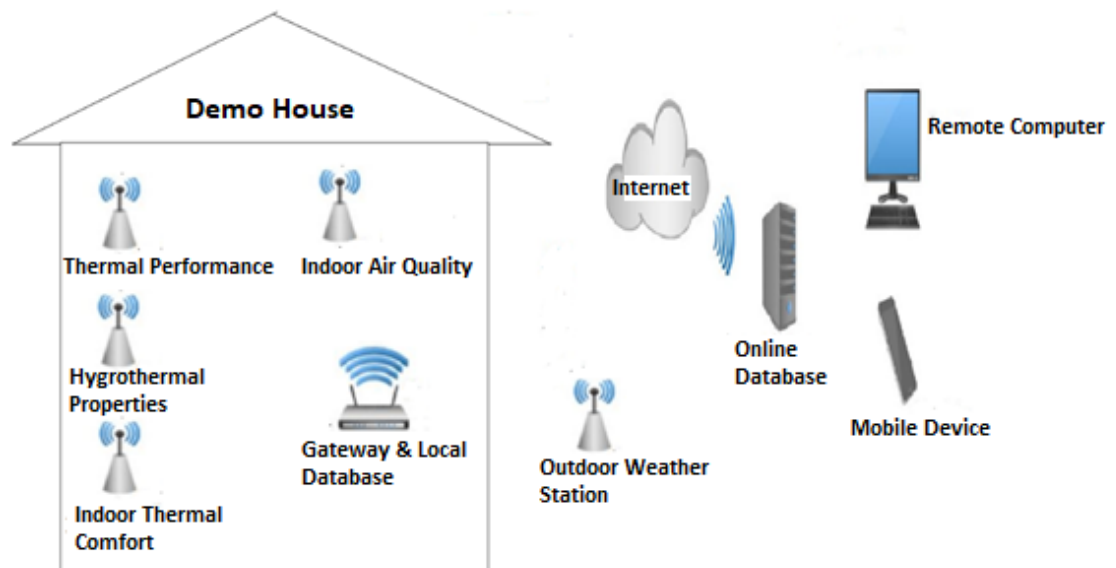 Demo House
Thermal Performance
Indoor Air Quality
Hygrothermal
Properties
Gateway & Local
Database
Indoor Thermal
Comfort
Internet
Remote Computer
Online
Database
Mobile Device
Outdoor Weather
Station